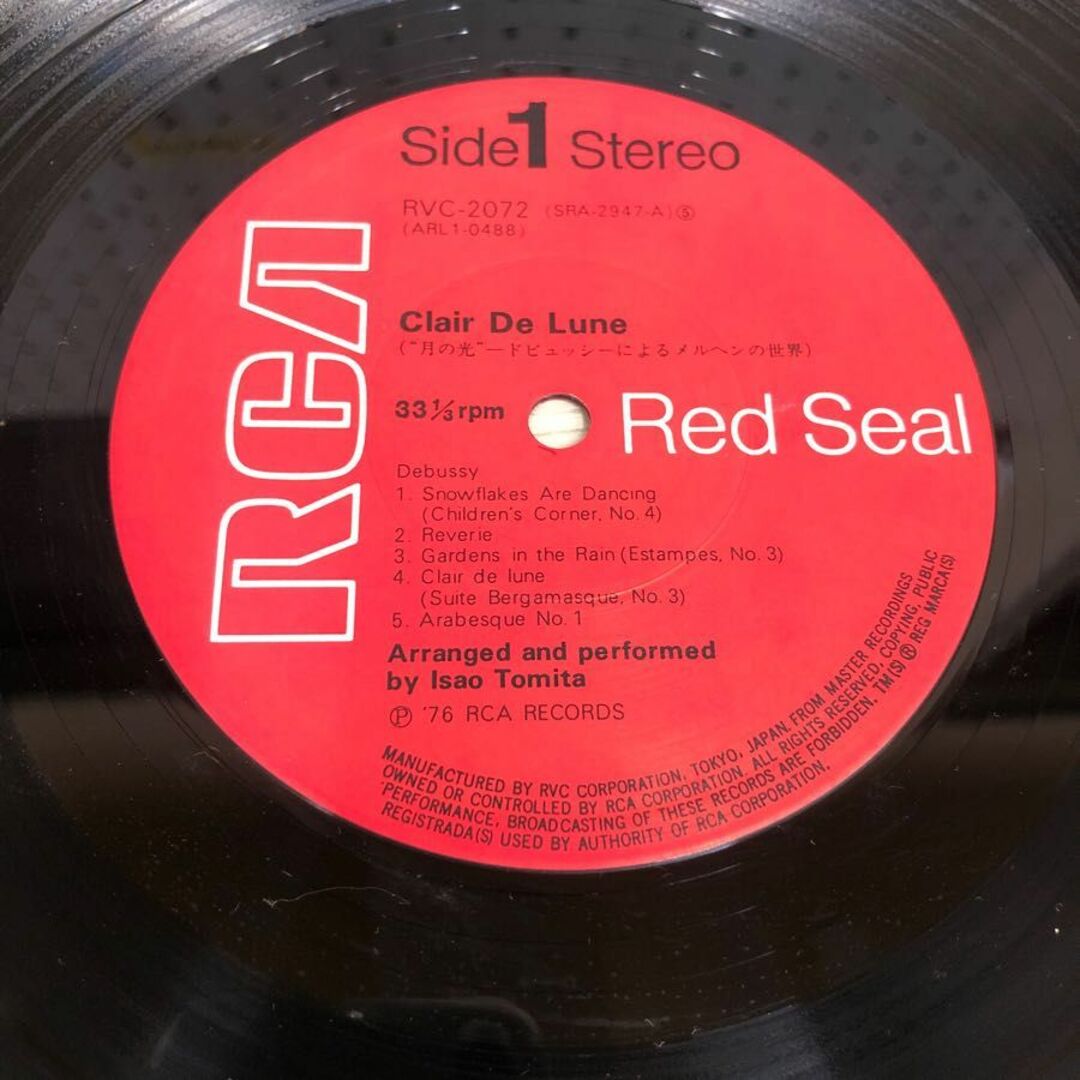 Side 1 Stereo
RVC-2072 (SRA-2947-A) Ⓢ
(ARL1-0488)
RCA
Clair De Lune
("月の光"—ドビュッシーによるメルヘンの世界)
33⅓ rpm
Red Seal
Debussy
1. Snowflakes Are Dancing
(Children's Corner, No. 4)
2. Reverie
3. Gardens in the Rain (Estampes, No. 3)
4. Clair de lune
(Suite Bergamasque, No. 3)
5. Arabesque No. 1
Arranged and performed
by Isao Tomita
Ⓟ '76 RCA RECORDS
MANUFACTURED BY RVC CORPORATION, TOKYO, JAPAN. FROM MASTER RECORDINGS
OWNED OR CONTROLLED BY RCA CORPORATION. ALL RIGHTS RESERVED, COPYING, PUBLIC
'PERFORMANCE, BROADCASTING OF THESE RECORDS ARE FORBIDDEN. TM(S) ® REG MARCA(S)
REGISTRADA(S) USED BY AUTHORITY OF RCA CORPORATION.